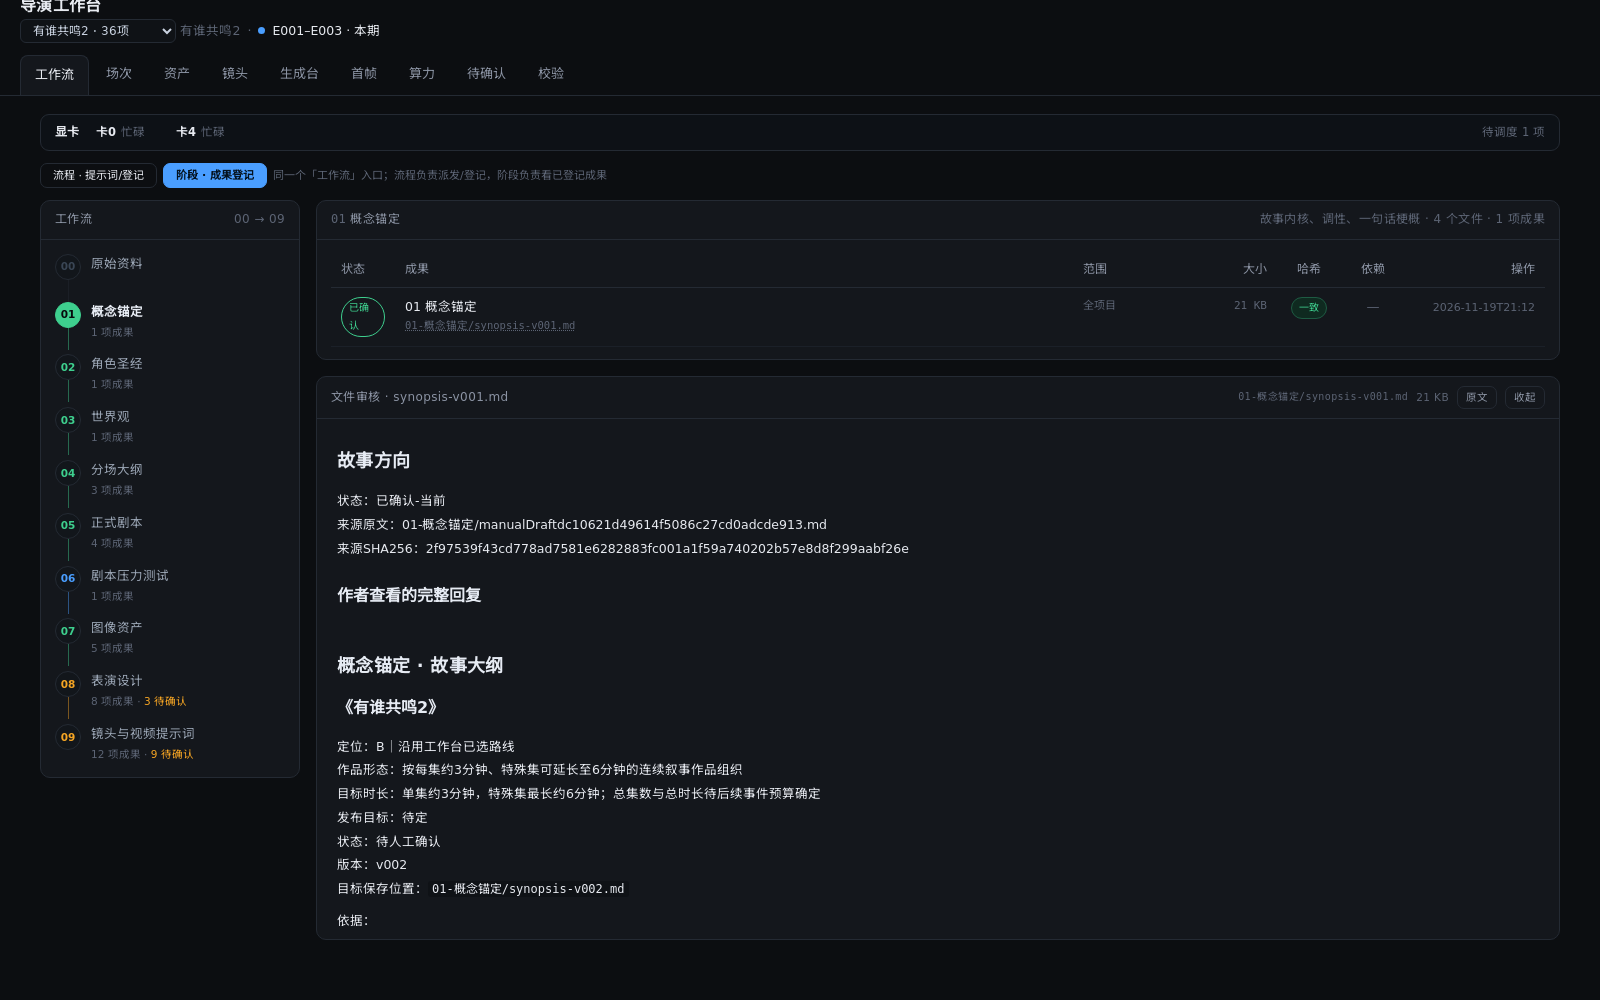 导演工作台
有谁共鸣2 · 36项 有谁共鸣2 · E001–E003 · 本期
工作流 场次 资产 镜头 生成台 首帧 算力 待确认 校验
显卡 卡0 忙碌 卡4 忙碌 待调度 1 项
流程 · 提示词/登记 阶段 · 成果登记 同一个「工作流」入口；流程负责派发/登记，阶段负责看已登记成果
工作流 00 → 09
00 原始资料
01 概念锚定
1 项成果
02 角色圣经
1 项成果
03 世界观
1 项成果
04 分场大纲
3 项成果
05 正式剧本
4 项成果
06 剧本压力测试
1 项成果
07 图像资产
5 项成果
08 表演设计
8 项成果 · 3 待确认
09 镜头与视频提示词
12 项成果 · 9 待确认
01 概念锚定 故事内核、调性、一句话梗概 · 4 个文件 · 1 项成果
状态 成果 范围 大小 哈希 依赖 操作
已确认 01 概念锚定 全项目 21 KB 一致 — 2026-11-19T21:12
01-概念锚定/synopsis-v001.md
文件审核 · synopsis-v001.md 01-概念锚定/synopsis-v001.md 21 KB 原文 收起
故事方向
状态：已确认-当前
来源原文：01-概念锚定/manualDraftdc10621d49614f5086c27cd0adcde913.md
来源SHA256：2f97539f43cd778ad7581e6282883fc001a1f59a740202b57e8d8f299aabf26e
作者查看的完整回复
概念锚定 · 故事大纲
《有谁共鸣2》
定位：B｜沿用工作台已选路线
作品形态：按每集约3分钟、特殊集可延长至6分钟的连续叙事作品组织
目标时长：单集约3分钟，特殊集最长约6分钟；总集数与总时长待后续事件预算确定
发布目标：待定
状态：待人工确认
版本：v002
目标保存位置：01-概念锚定/synopsis-v002.md
依据：